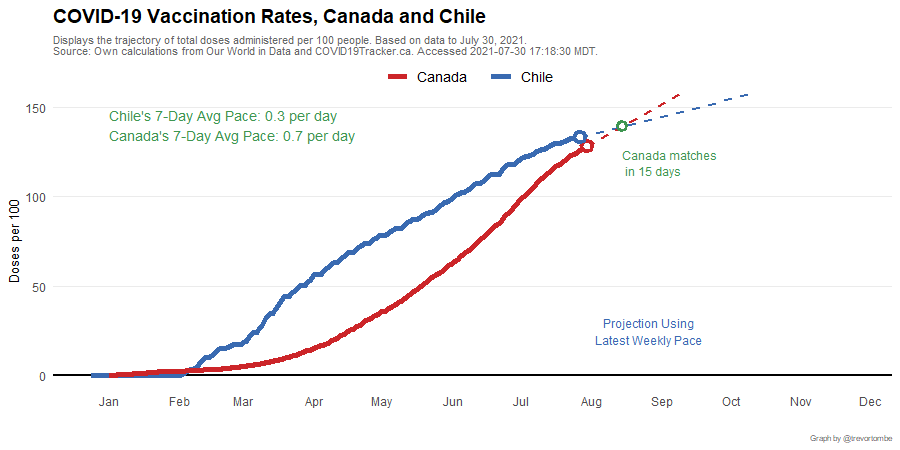 COVID-19 Vaccination Rates, Canada and Chile
Displays the trajectory of total doses administered per 100 people. Based on data to July 30, 2021.
Source: Own calculations from Our World in Data and COVID19Tracker.ca. Accessed 2021-07-30 17:18:30 MDT.
Canada Chile
150
Chile's 7-Day Avg Pace: 0.3 per day
Canada's 7-Day Avg Pace: 0.7 per day
Canada matches
in 15 days
100
Doses per 100
50
Projection Using
Latest Weekly Pace
0
Jan Feb Mar Apr May Jun Jul Aug Sep Oct Nov Dec
Graph by @trevortombe